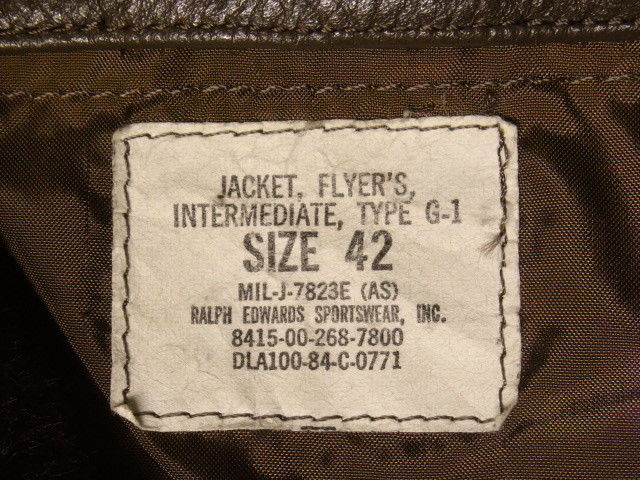 JACKET, FLYER'S,
INTERMEDIATE, TYPE G-1
SIZE 42
MIL-J-7823E (AS)
RALPH EDWARDS SPORTSWEAR, INC.
8415-00-268-7800
DLA100-84-C-0771